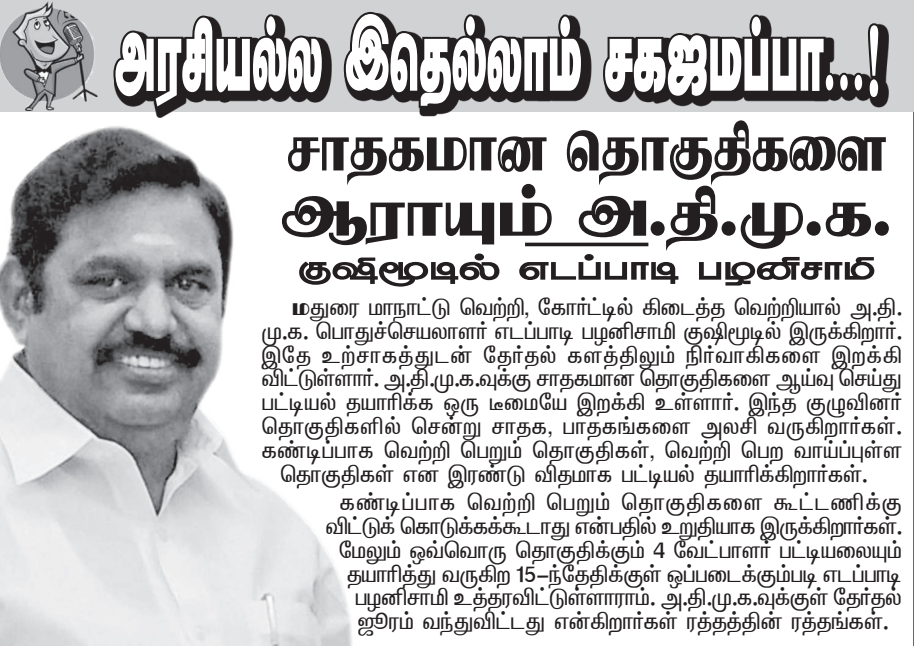 அரசியல்ல இதெல்லாம் சகஜமப்பா...!
சாதகமான தொகுதிகளை
ஆராயும் அ.தி.மு.க.
குஷிமூடில் எடப்பாடி பழனிசாமி
மதுரை மாநாட்டு வெற்றி, கோர்ட்டில் கிடைத்த வெற்றியால் அ.தி.
மு.க. பொதுச்செயலாளர் எடப்பாடி பழனிசாமி குஷிமூடில் இருக்கிறார்.
இதே உற்சாகத்துடன் தேர்தல் களத்திலும் நிர்வாகிகளை இறக்கி
விட்டுள்ளார். அ.தி.மு.க.வுக்கு சாதகமான தொகுதிகளை ஆய்வு செய்து
பட்டியல் தயாரிக்க ஒரு டீமையே இறக்கி உள்ளார். இந்த குழுவினர்
தொகுதிகளில் சென்று சாதக, பாதகங்களை அலசி வருகிறார்கள்.
கண்டிப்பாக வெற்றி பெறும் தொகுதிகள், வெற்றி பெற வாய்ப்புள்ள
தொகுதிகள் என இரண்டு விதமாக பட்டியல் தயாரிக்கிறார்கள்.
கண்டிப்பாக வெற்றி பெறும் தொகுதிகளை கூட்டணிக்கு
விட்டுக் கொடுக்கக்கூடாது என்பதில் உறுதியாக இருக்கிறார்கள்.
மேலும் ஒவ்வொரு தொகுதிக்கும் 4 வேட்பாளர் பட்டியலையும்
தயாரித்து வருகிற 15–ந்தேதிக்குள் ஒப்படைக்கும்படி எடப்பாடி
பழனிசாமி உத்தரவிட்டுள்ளாராம். அ.தி.மு.க.வுக்குள் தேர்தல்
ஜூரம் வந்துவிட்டது என்கிறார்கள் ரத்தத்தின் ரத்தங்கள்.